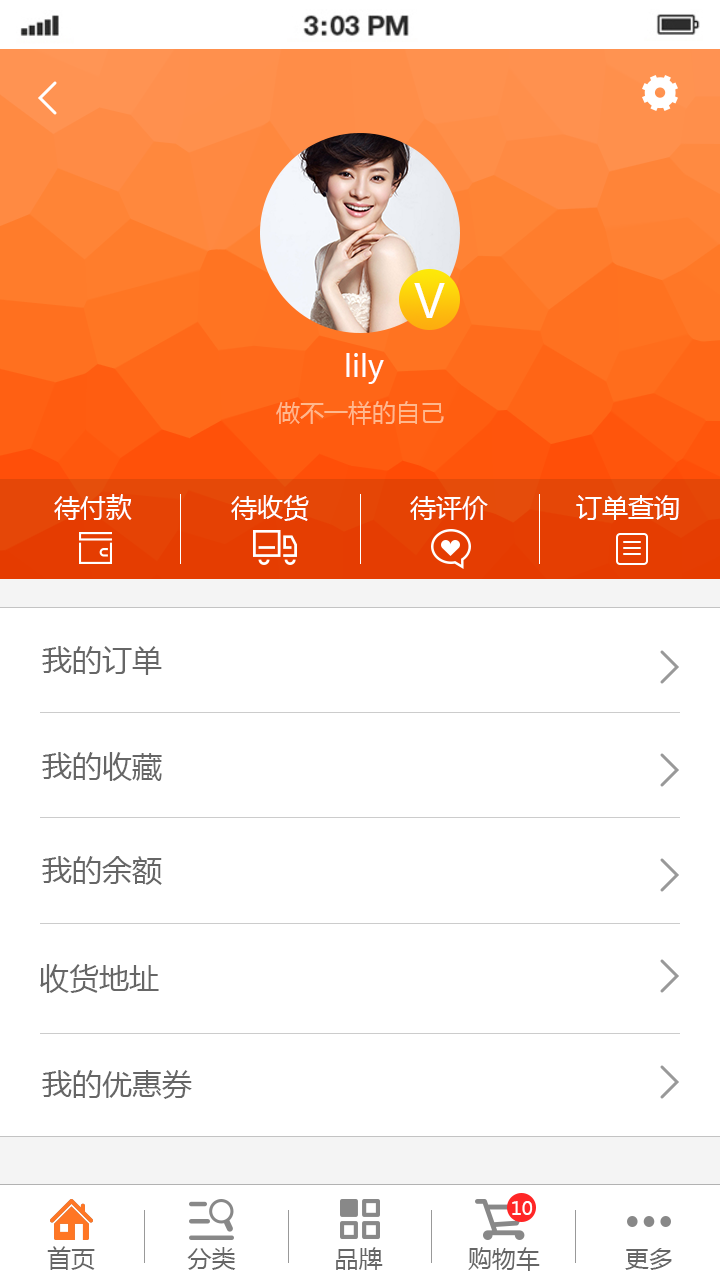 3:03 PM
V
lily
做不一样的自己
待付款 待收货 待评价 订单查询
我的订单
我的收藏
我的余额
收货地址
我的优惠券
10
首页 分类 品牌 购物车 更多